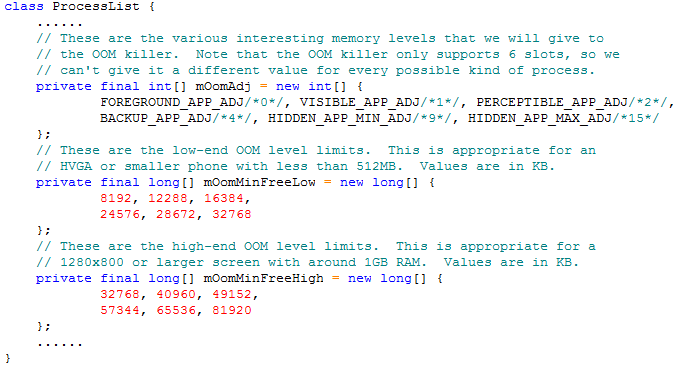 class ProcessList {
    ......
    // These are the various interesting memory levels that we will give to
    // the OOM killer.  Note that the OOM killer only supports 6 slots, so we
    // can't give it a different value for every possible kind of process.
    private final int[] mOomAdj = new int[] {
            FOREGROUND_APP_ADJ/*0*/, VISIBLE_APP_ADJ/*1*/, PERCEPTIBLE_APP_ADJ/*2*/,
            BACKUP_APP_ADJ/*4*/, HIDDEN_APP_MIN_ADJ/*9*/, HIDDEN_APP_MAX_ADJ/*15*/
    };
    // These are the low-end OOM level limits.  This is appropriate for an
    // HVGA or smaller phone with less than 512MB.  Values are in KB.
    private final long[] mOomMinFreeLow = new long[] {
            8192, 12288, 16384,
            24576, 28672, 32768
    };
    // These are the high-end OOM level limits.  This is appropriate for a
    // 1280x800 or larger screen with around 1GB RAM.  Values are in KB.
    private final long[] mOomMinFreeHigh = new long[] {
            32768, 40960, 49152,
            57344, 65536, 81920
    };
    ......
}